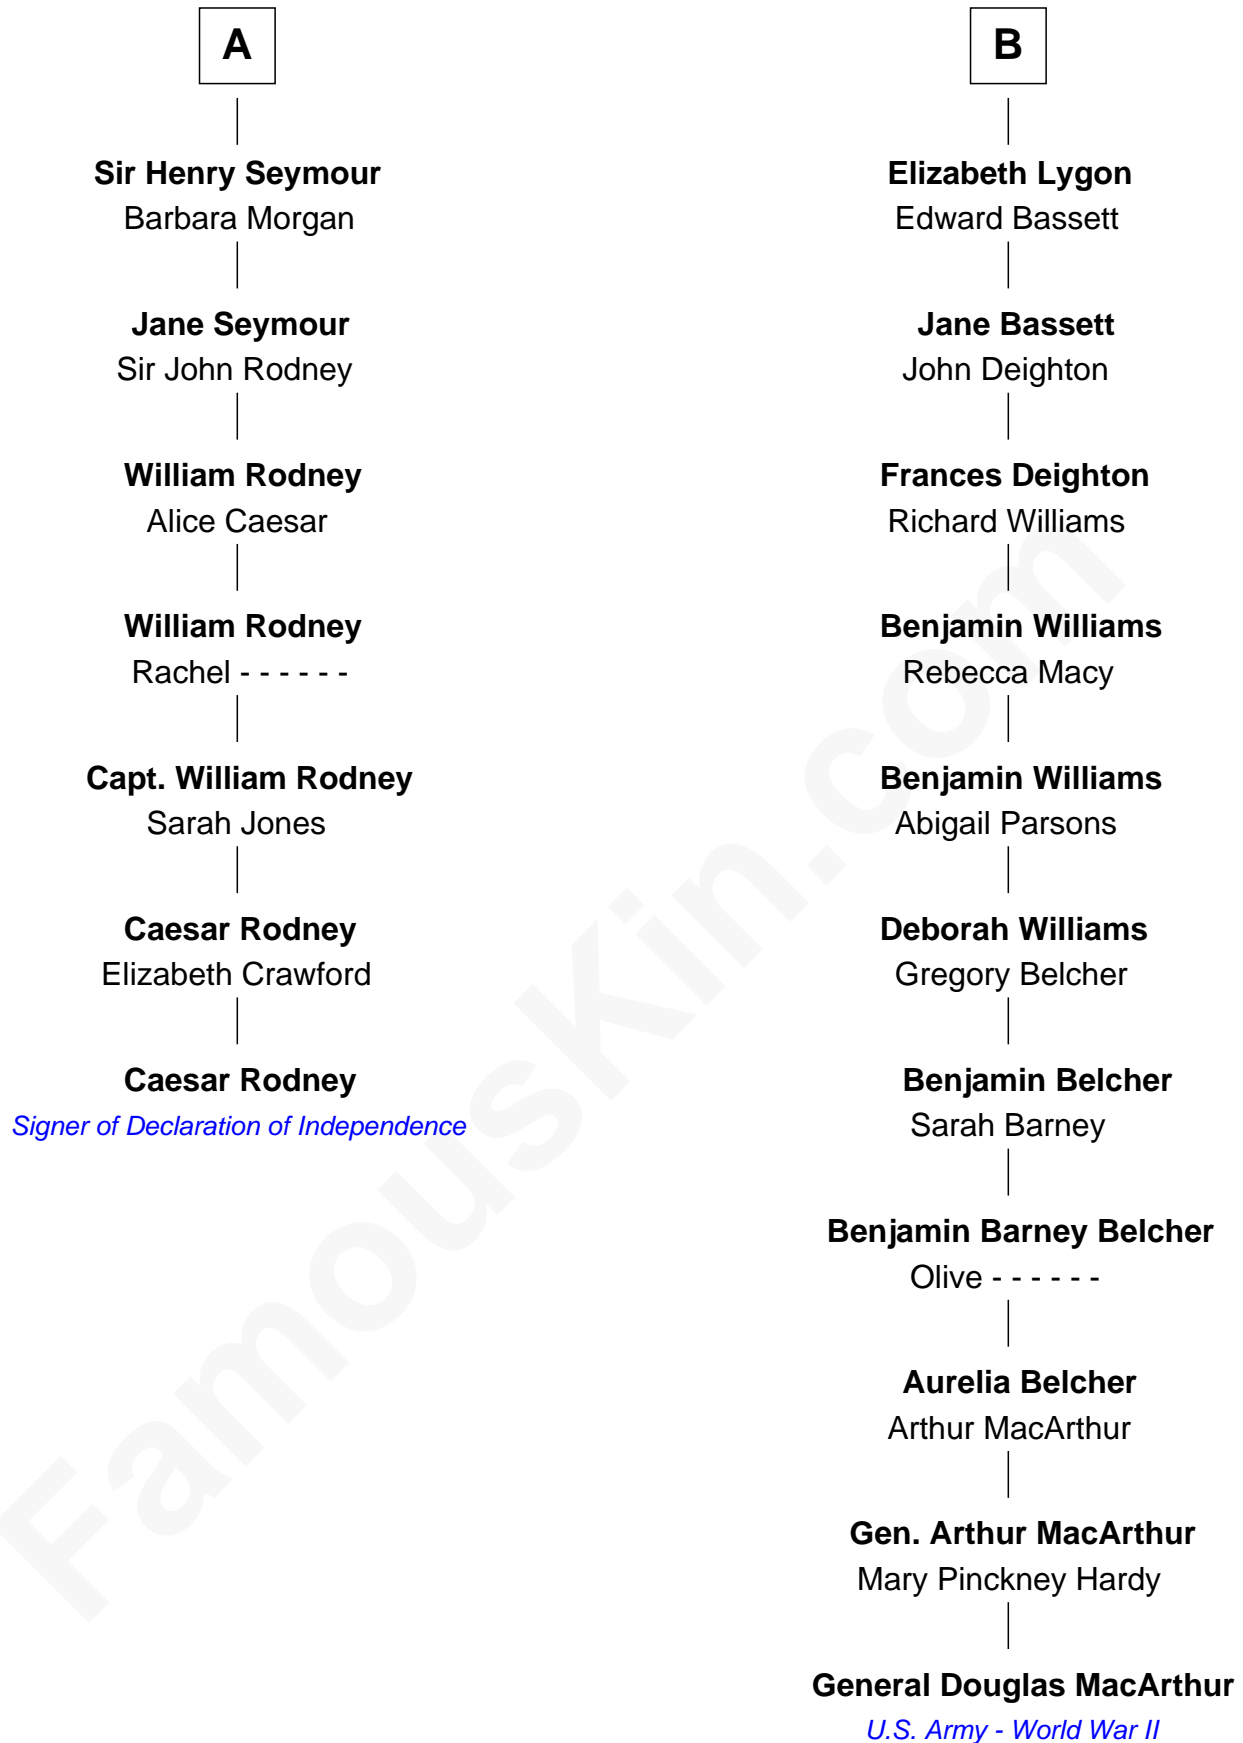 A
Sir Henry Seymour
Barbara Morgan
Jane Seymour
Sir John Rodney
William Rodney
Alice Caesar
William Rodney
Rachel - - - - - -
Capt. William Rodney
Sarah Jones
Caesar Rodney
Elizabeth Crawford
Caesar Rodney
Signer of Declaration of Independence
B
Elizabeth Lygon
Edward Bassett
Jane Bassett
John Deighton
Frances Deighton
Richard Williams
Benjamin Williams
Rebecca Macy
Benjamin Williams
Abigail Parsons
Deborah Williams
Gregory Belcher
Benjamin Belcher
Sarah Barney
Benjamin Barney Belcher
Olive - - - - - -
Aurelia Belcher
Arthur MacArthur
Gen. Arthur MacArthur
Mary Pinckney Hardy
General Douglas MacArthur
U.S. Army - World War II
FamousKin.com